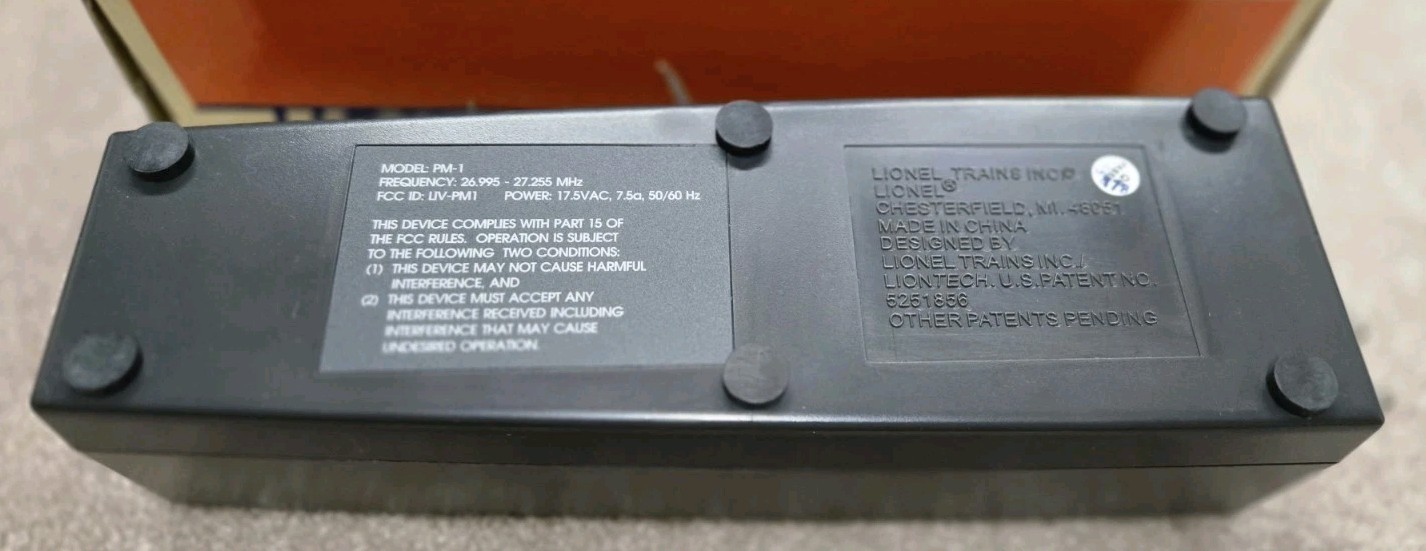 MODEL: PM-1
FREQUENCY: 26.995 - 27.255 MHz
FCC ID: LIV-PM1 POWER: 17.5VAC, 7.5a, 50/60 Hz
THIS DEVICE COMPLIES WITH PART 15 OF
THE FCC RULES. OPERATION IS SUBJECT
TO THE FOLLOWING TWO CONDITIONS:
(1) THIS DEVICE MAY NOT CAUSE HARMFUL
INTERFERENCE, AND
(2) THIS DEVICE MUST ACCEPT ANY
INTERFERENCE RECEIVED INCLUDING
INTERFERENCE THAT MAY CAUSE
UNDESIRED OPERATION.
LIONEL TRAINS INC®
LIONEL®
CHESTERFIELD, MI. 48051
MADE IN CHINA
DESIGNED BY
LIONEL TRAINS INC./
LIONTECH. U.S.PATENT NO.
5251856
OTHER PATENTS PENDING